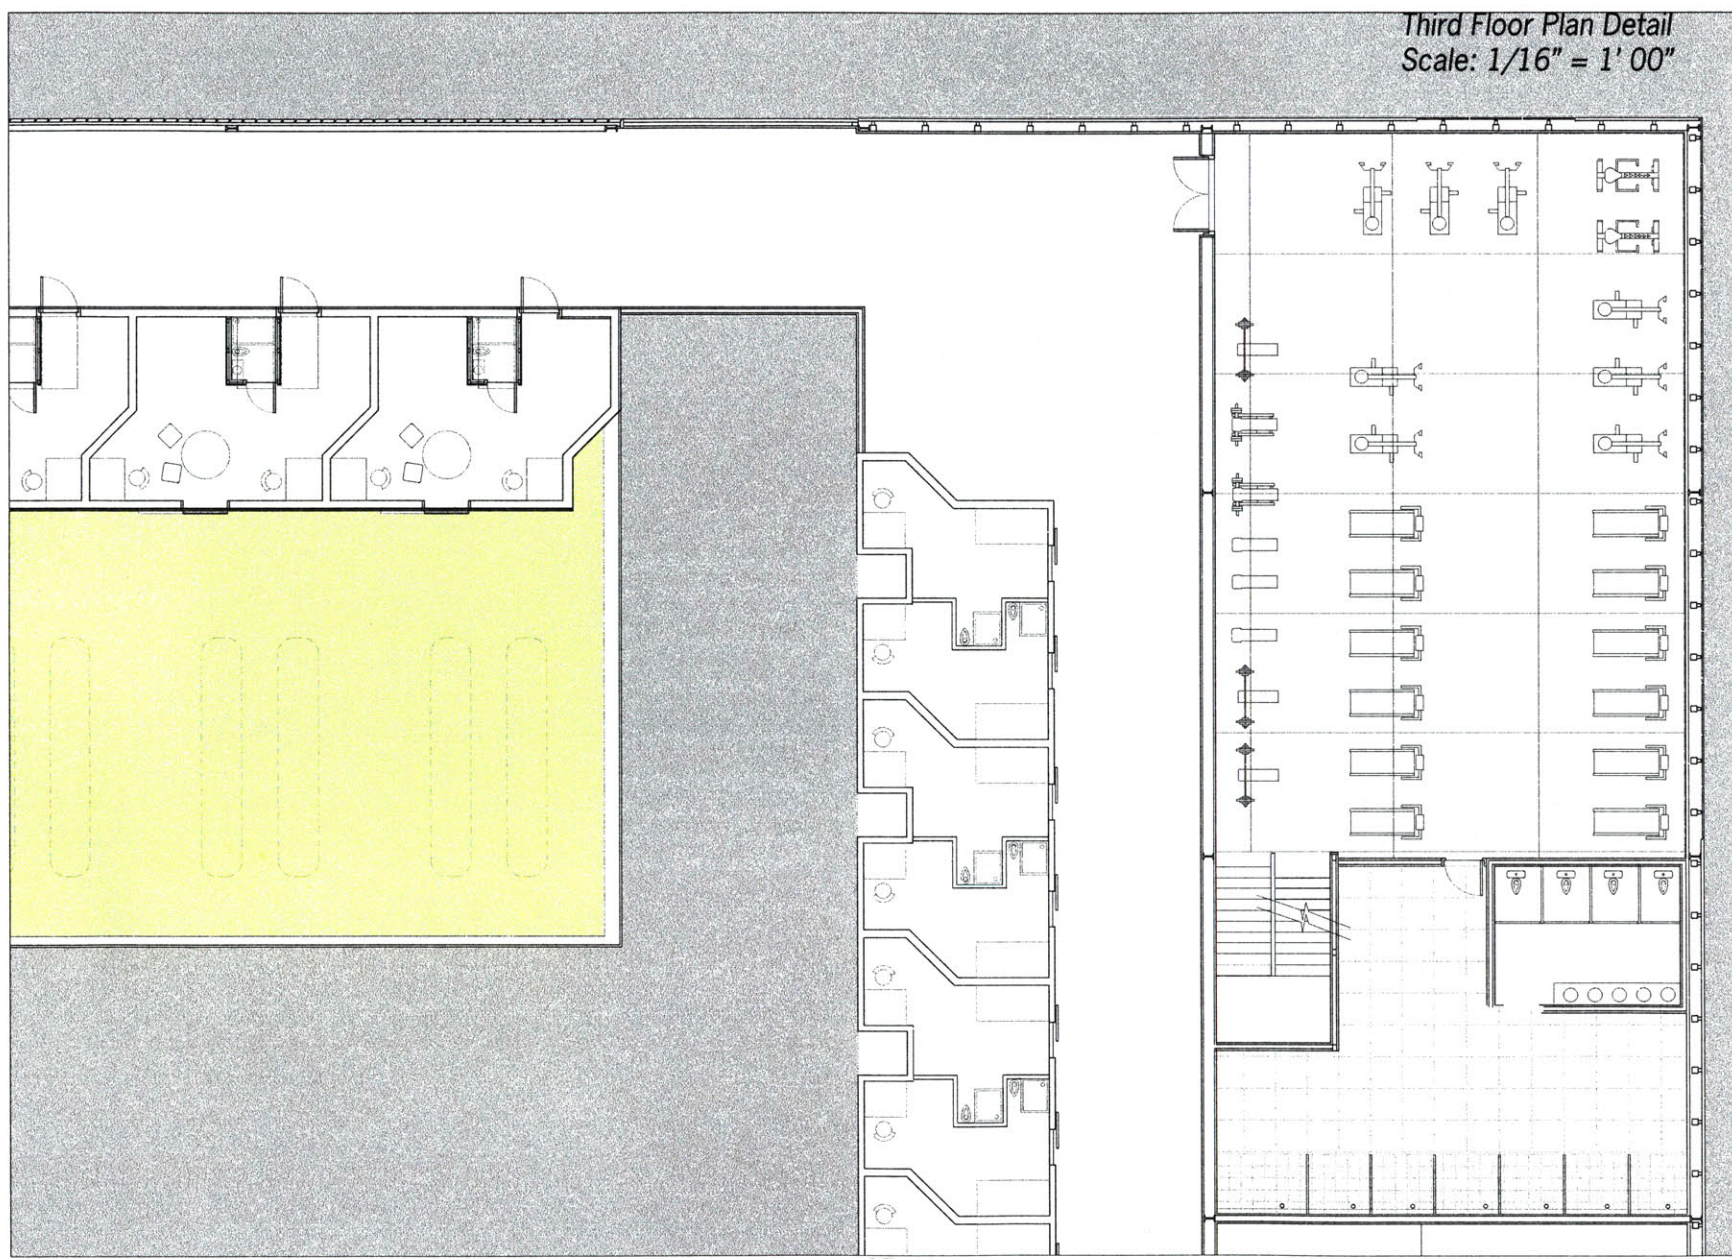 Third Floor Plan Detail
Scale: 1/16" = 1' 00"